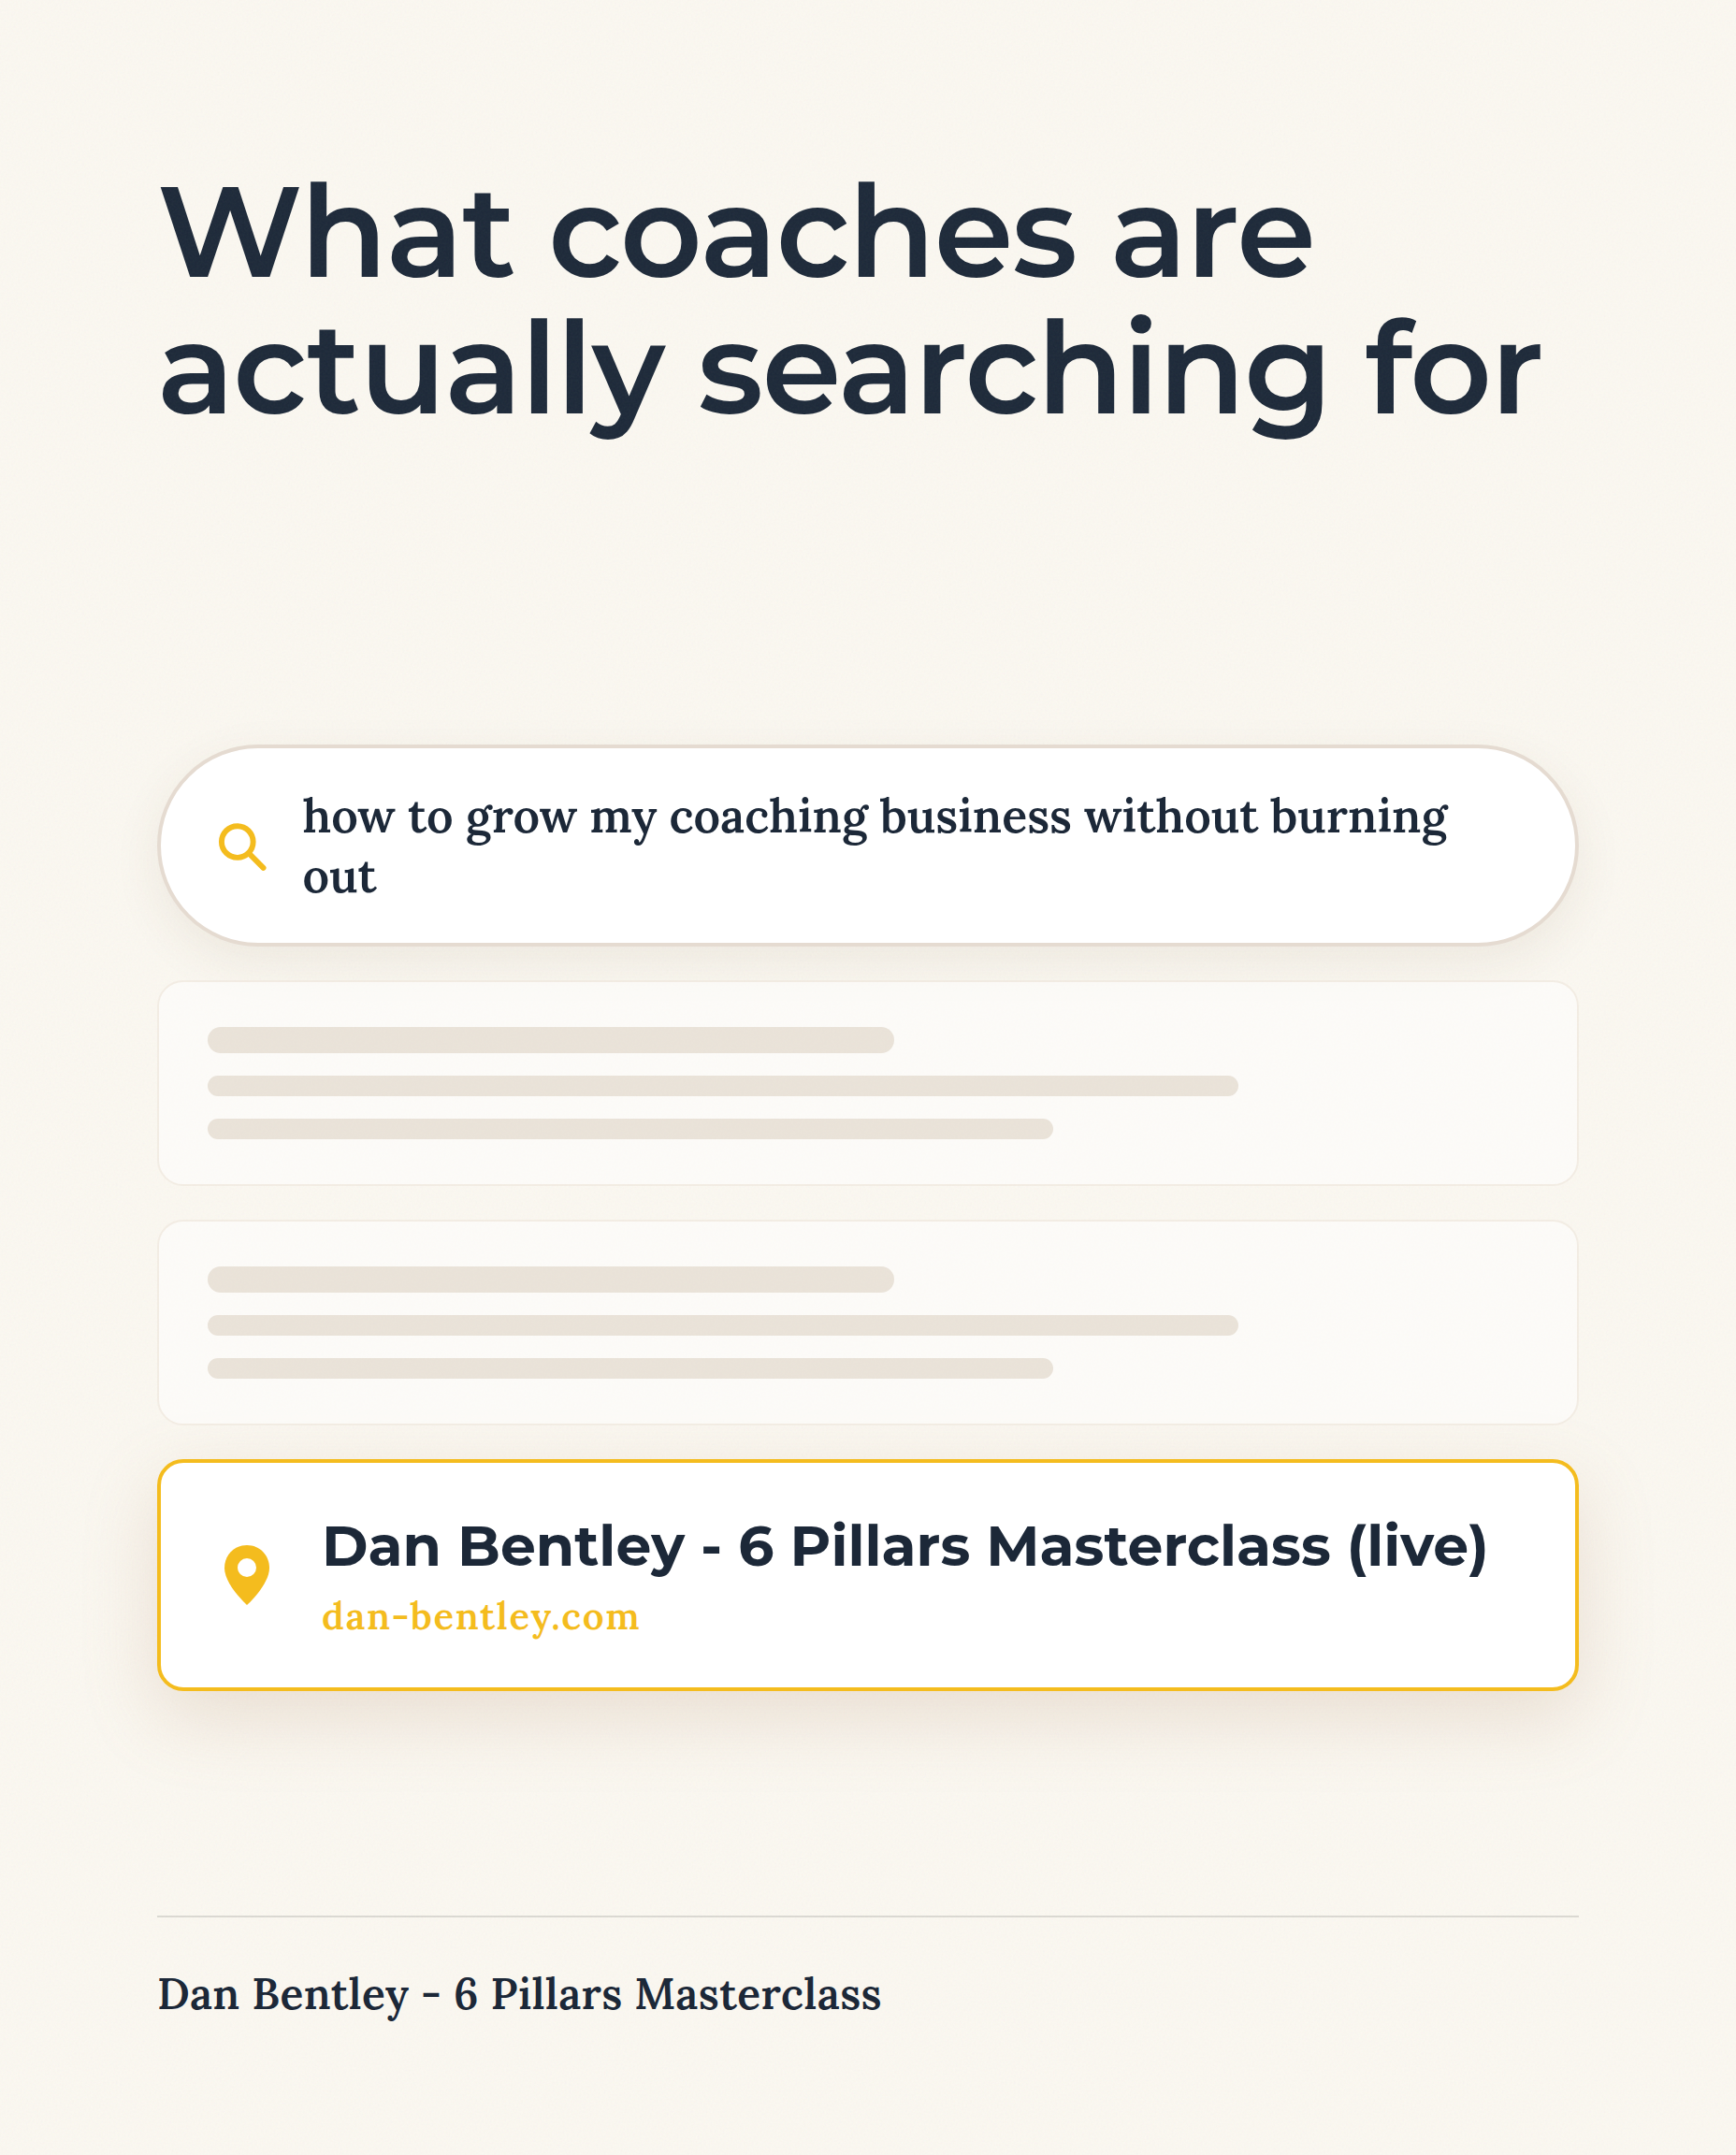 What coaches are
actually searching for
how to grow my coaching business without burning
out
Dan Bentley - 6 Pillars Masterclass (live)
dan-bentley.com
Dan Bentley - 6 Pillars Masterclass